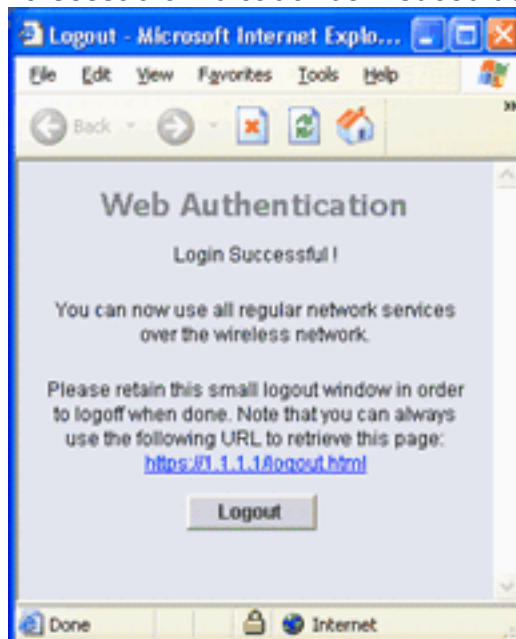 Logout - Microsoft Internet Explo...
File Edit View Favorites Tools Help
Back
Web Authentication
Login Successful !
You can now use all regular network services
over the wireless network.
Please retain this small logout window in order
to logoff when done. Note that you can always
use the following URL to retrieve this page:
https://1.1.1.1/logout.html
Logout
Done Internet